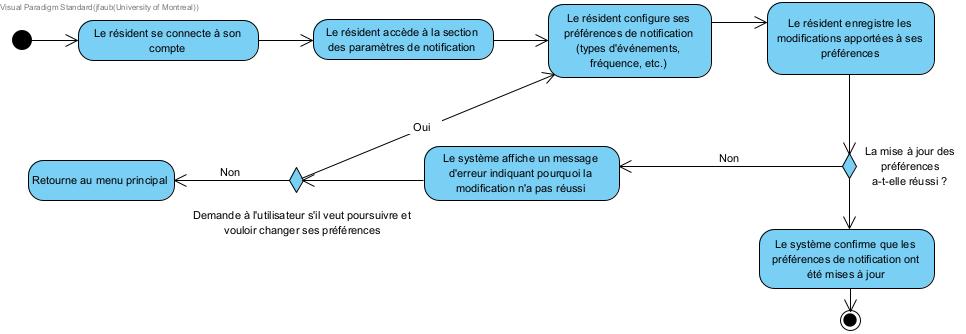 Visual Paradigm Standard(jfaub(University of Montreal))
Le résident se connecte à son
compte
Le résident accède à la section
des paramètres de notification
Le résident configure ses
préférences de notification
(types d'événements,
fréquence, etc.)
Le résident enregistre les
modifications apportées à ses
préférences
Oui
La mise à jour des
préférences
a-t-elle réussi ?
Non
Le système affiche un message
d'erreur indiquant pourquoi la
modification n'a pas réussi
Non
Retourne au menu principal
Demande à l'utilisateur s'il veut poursuivre et
vouloir changer ses préférences
Le système confirme que les
préférences de notification ont
été mises à jour